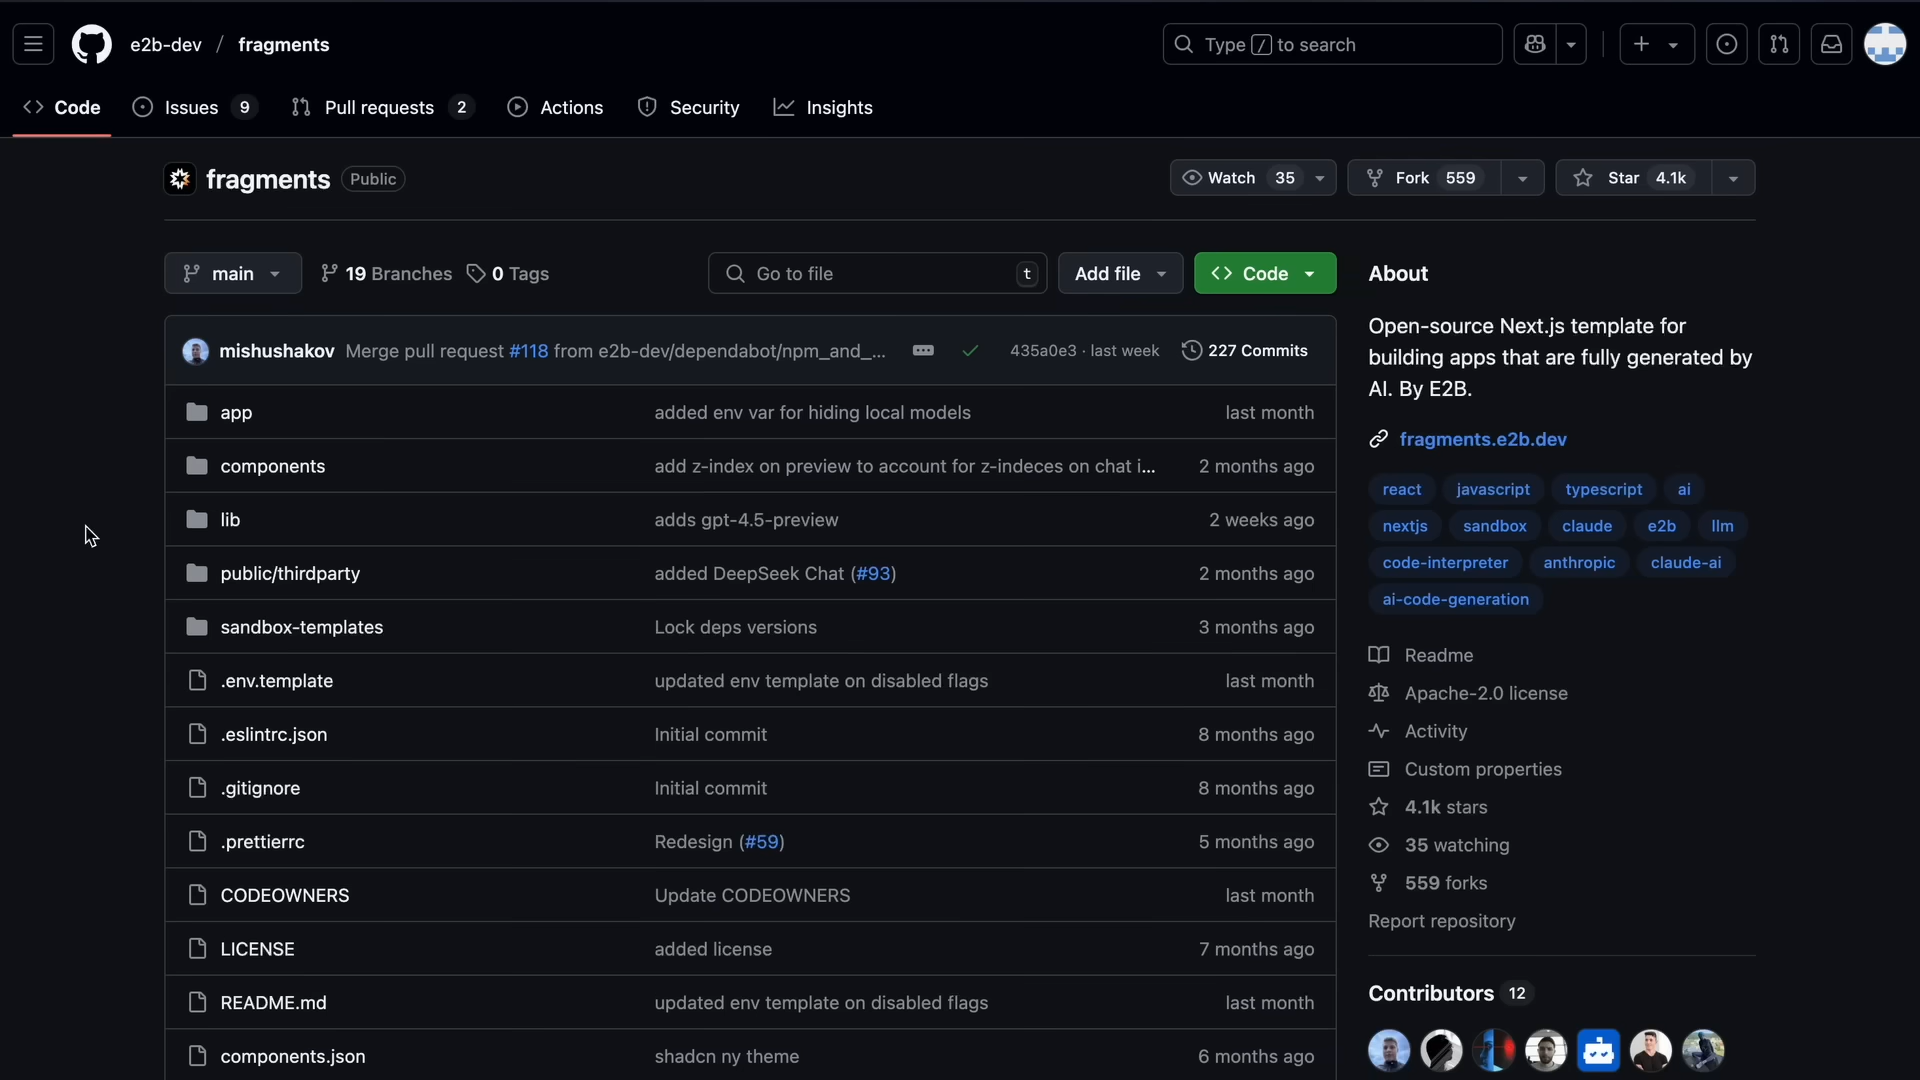 e2b-dev / fragments
Type / to search
Code
Issues 9
Pull requests 2
Actions
Security
Insights
fragments Public
Watch 35
Fork 559
Star 4.1k
main
19 Branches
0 Tags
Go to file t
Add file
Code
mishushakov Merge pull request #118 from e2b-dev/dependabot/npm_and_... 435a0e3 · last week 227 Commits
app added env var for hiding local models last month
components add z-index on preview to account for z-indeces on chat i... 2 months ago
lib adds gpt-4.5-preview 2 weeks ago
public/thirdparty added DeepSeek Chat (#93) 2 months ago
sandbox-templates Lock deps versions 3 months ago
.env.template updated env template on disabled flags last month
.eslintrc.json Initial commit 8 months ago
.gitignore Initial commit 8 months ago
.prettierrc Redesign (#59) 5 months ago
CODEOWNERS Update CODEOWNERS last month
LICENSE added license 7 months ago
README.md updated env template on disabled flags last month
components.json shadcn ny theme 6 months ago
About
Open-source Next.js template for
building apps that are fully generated by
AI. By E2B.
fragments.e2b.dev
react javascript typescript ai
nextjs sandbox claude e2b llm
code-interpreter anthropic claude-ai
ai-code-generation
Readme
Apache-2.0 license
Activity
Custom properties
4.1k stars
35 watching
559 forks
Report repository
Contributors 12